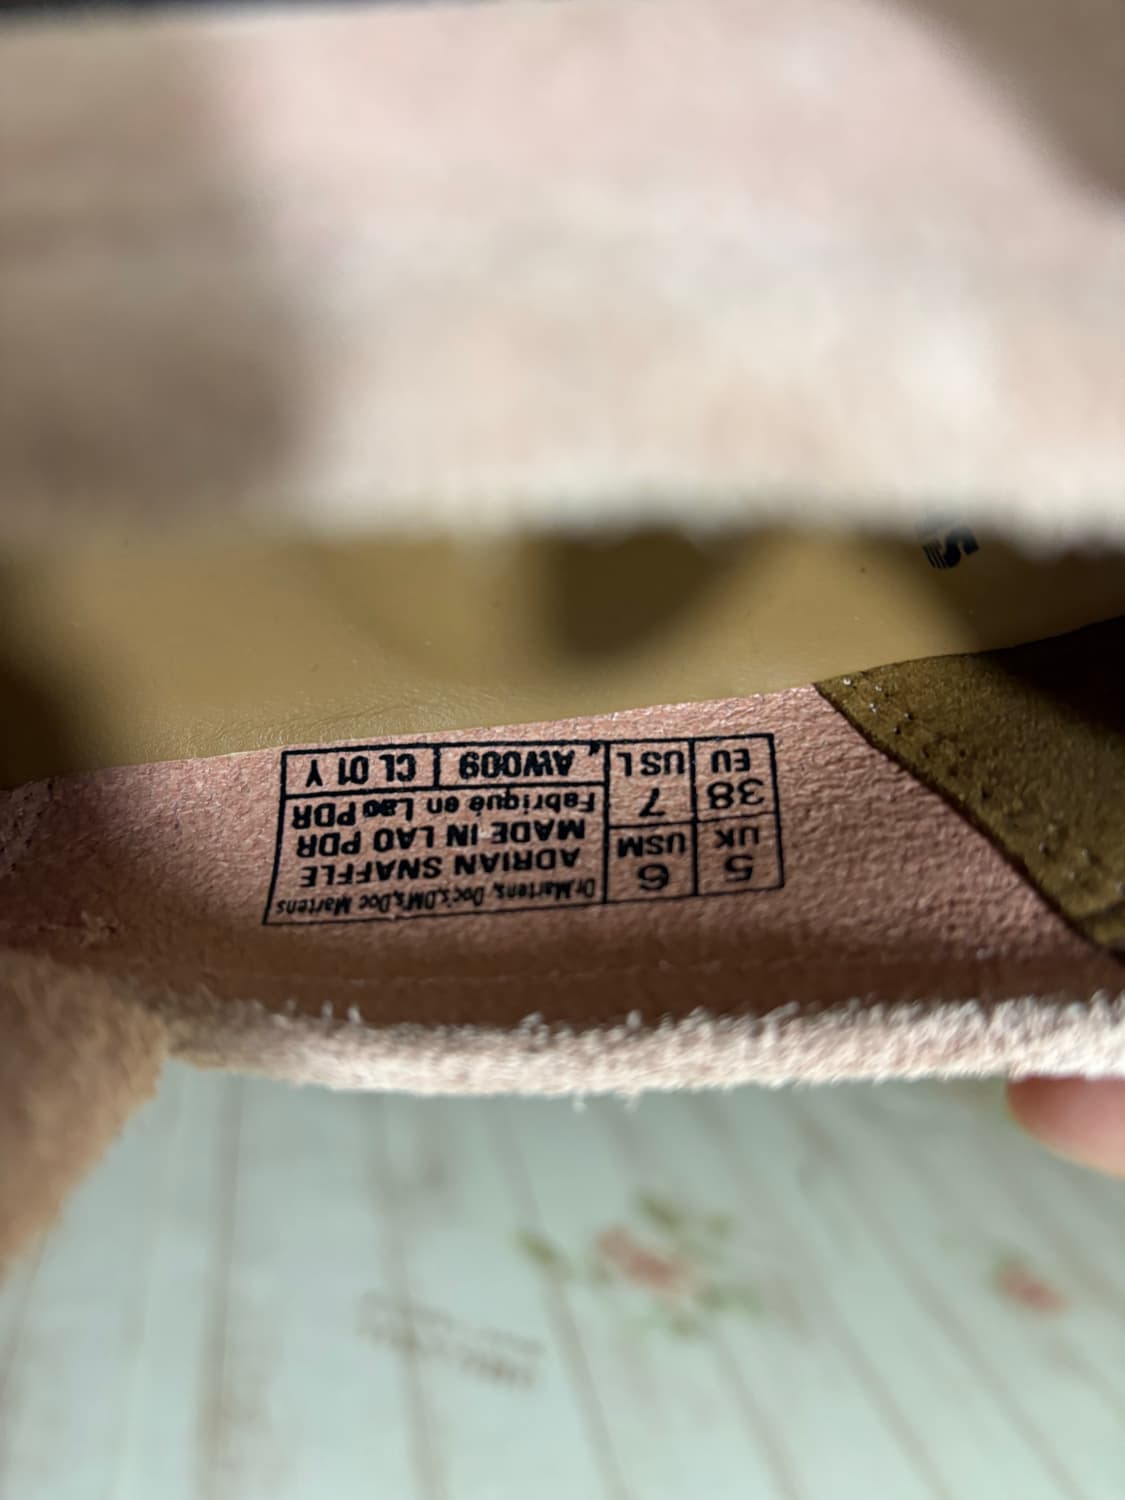 5 6 Dr.Martens, Doc's, DM's, Doc Martens
UK USM ADRIAN SNAFFLE
38 7 MADE IN LAO PDR
EU US L Fabriqué en Lao PDR
AW009 CL 01 Y
S